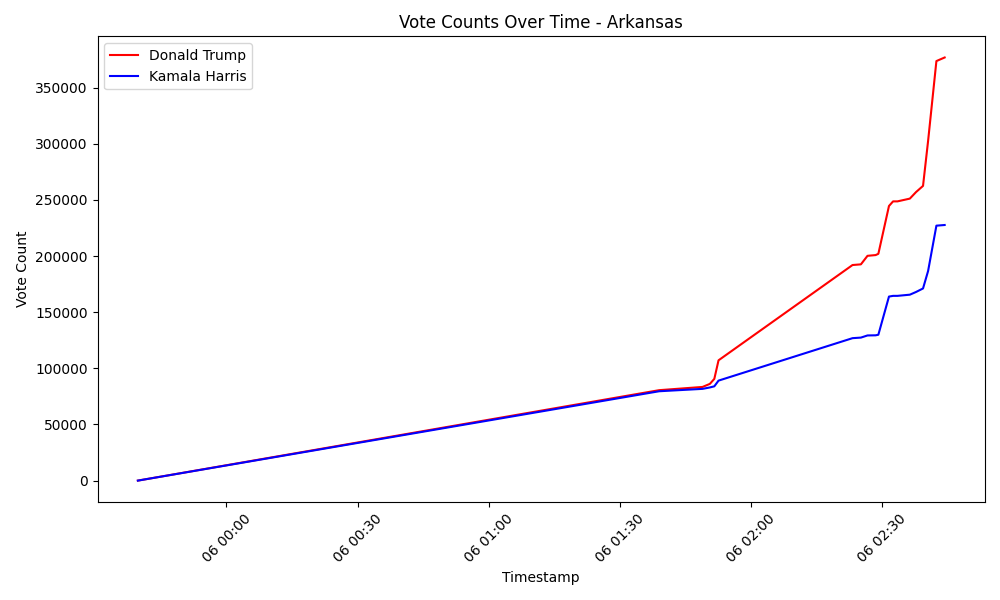 Vote Counts Over Time - Arkansas
Donald Trump
Kamala Harris
Vote Count
350000
300000
250000
200000
150000
100000
50000
0
06 00:00
06 00:30
06 01:00
06 01:30
06 02:00
06 02:30
Timestamp